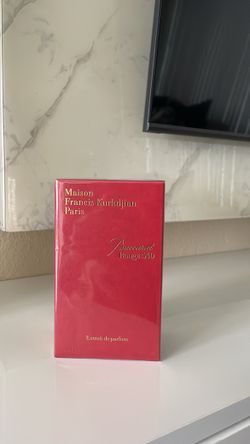 Maison
Francis Kurkdjian
Paris
Baccarat
Rouge 540
Extrait de parfum